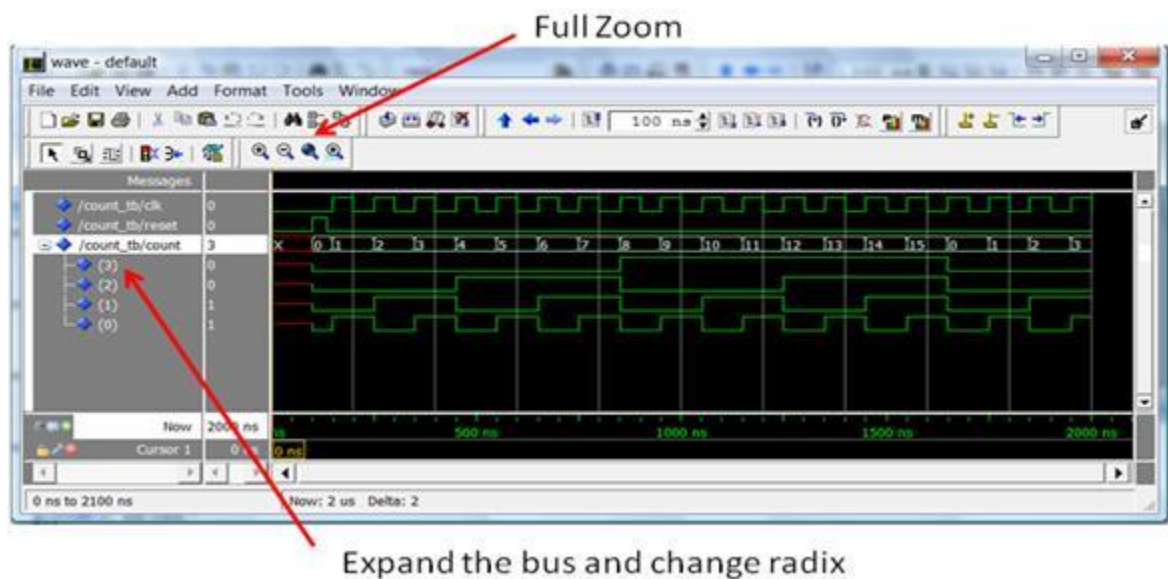 Full Zoom
wave - default
File Edit View Add Format Tools Window
100 ns
Messages
/count_tb/clk 0
/count_tb/reset 0
/count_tb/count 3 X 0 1 2 3 4 5 6 7 8 9 10 11 12 13 14 15 0 1 2 3
(3) 0
(2) 0
(1) 1
(0) 1
Now 2000 ns ns 500 ns 1000 ns 1500 ns 2000 ns
Cursor 1 0 ns 0 ns
0 ns to 2100 ns Now: 2 us Delta: 2
Expand the bus and change radix